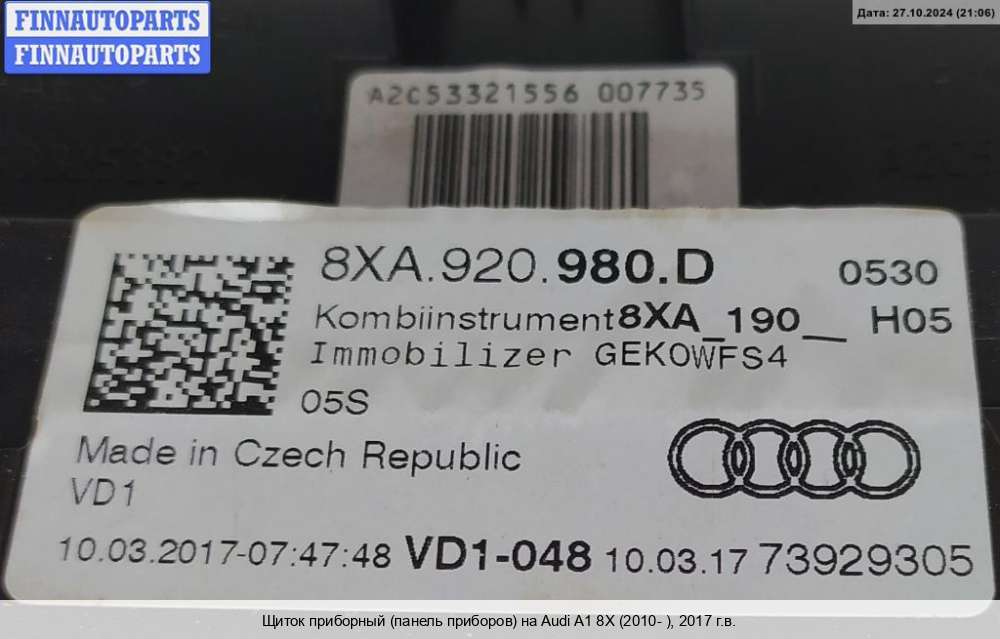 FINNAUTOPARTS
FINNAUTOPARTS
Дата: 27.10.2024 (21:06)
A2C53321556 007735
8XA.920.980.D 0530
Kombiinstrument8XA_190__ H05
Immobilizer GEKOWFS4
05S
Made in Czech Republic
VD1
10.03.2017-07:47:48 VD1-048 10.03.17 73929305
Щиток приборный (панель приборов) на Audi A1 8X (2010- ), 2017 г.в.